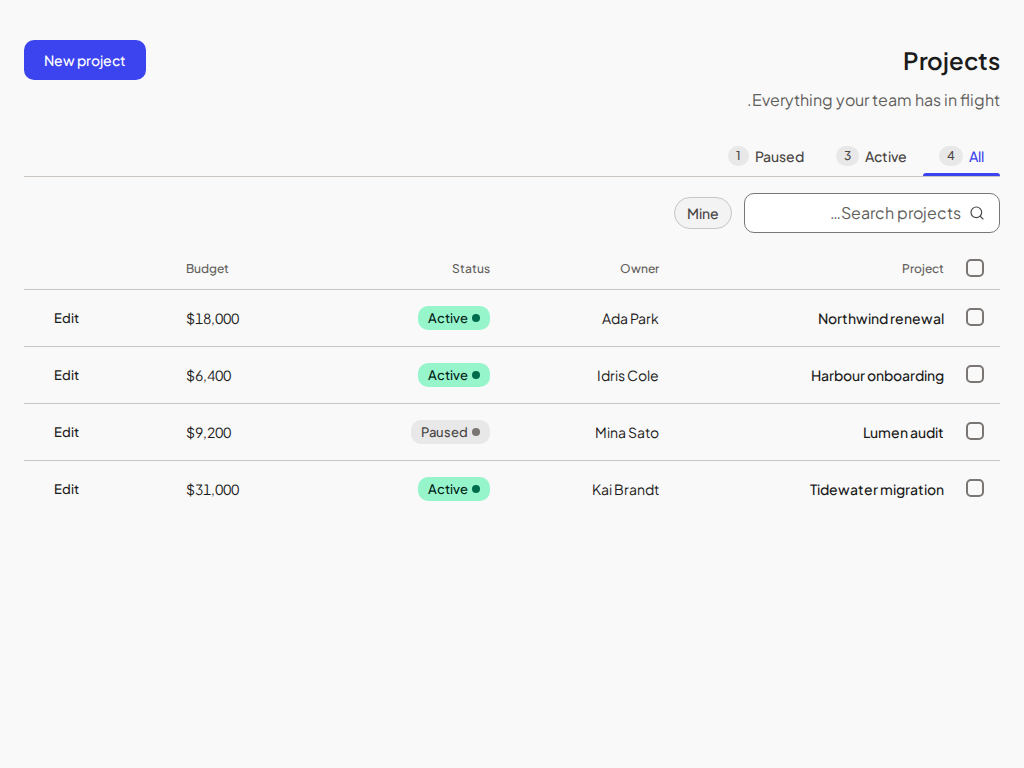 Projects
New project
.Everything your team has in flight
All 4 Active 3 Paused 1
...Search projects
Mine
Project Owner Status Budget
Northwind renewal Ada Park Active $18,000 Edit
Harbour onboarding Idris Cole Active $6,400 Edit
Lumen audit Mina Sato Paused $9,200 Edit
Tidewater migration Kai Brandt Active $31,000 Edit